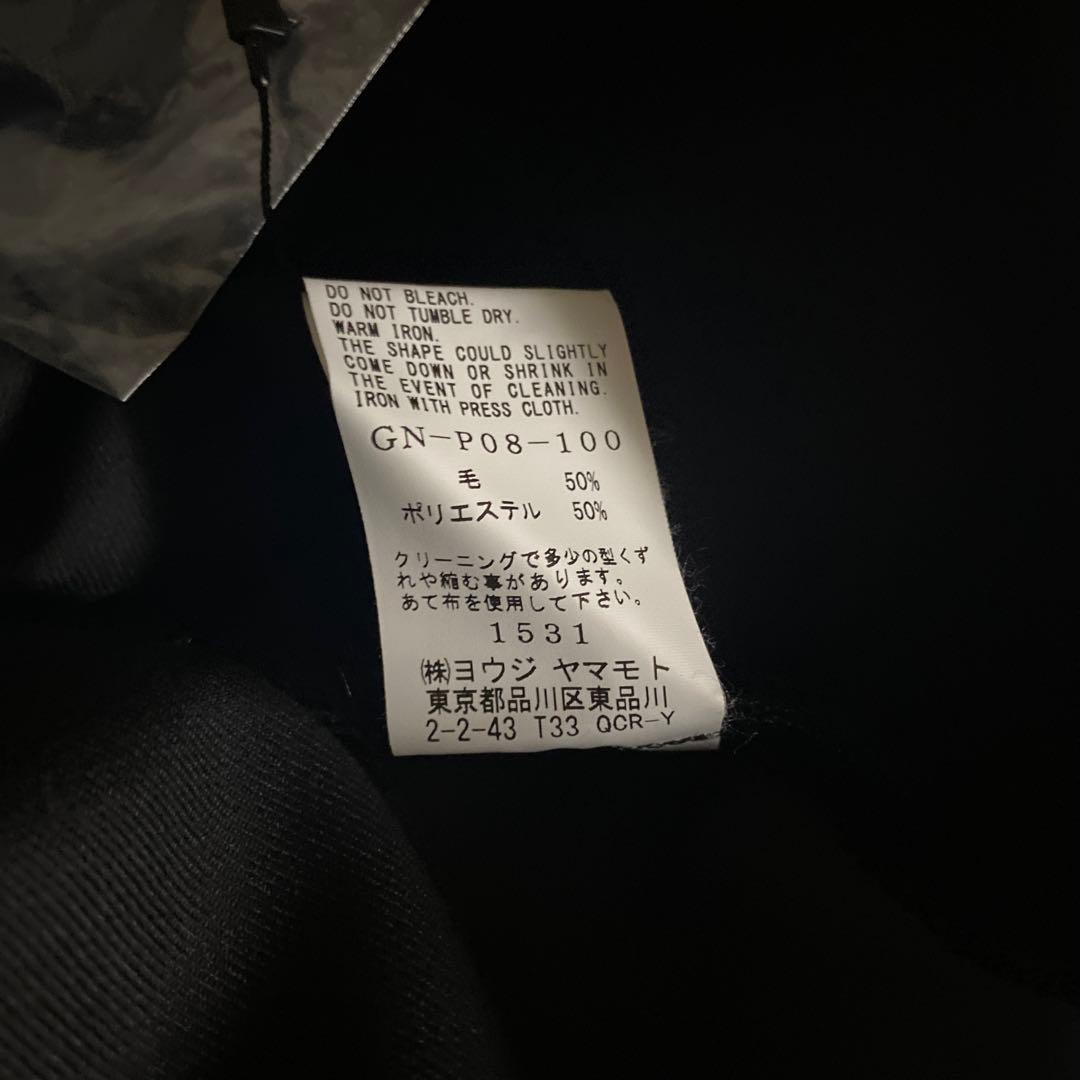 DO NOT BLEACH.
DO NOT TUMBLE DRY.
WARM IRON.
THE SHAPE COULD SLIGHTLY
COME DOWN OR SHRINK IN
THE EVENT OF CLEANING.
IRON WITH PRESS CLOTH.
GN-P08-100
毛 50%
ポリエステル 50%
クリーニングで多少の型くず
れや縮む事があります。
あて布を使用して下さい。
1531
㈱ヨウジ ヤマモト
東京都品川区東品川
2-2-43 T33 QCR-Y